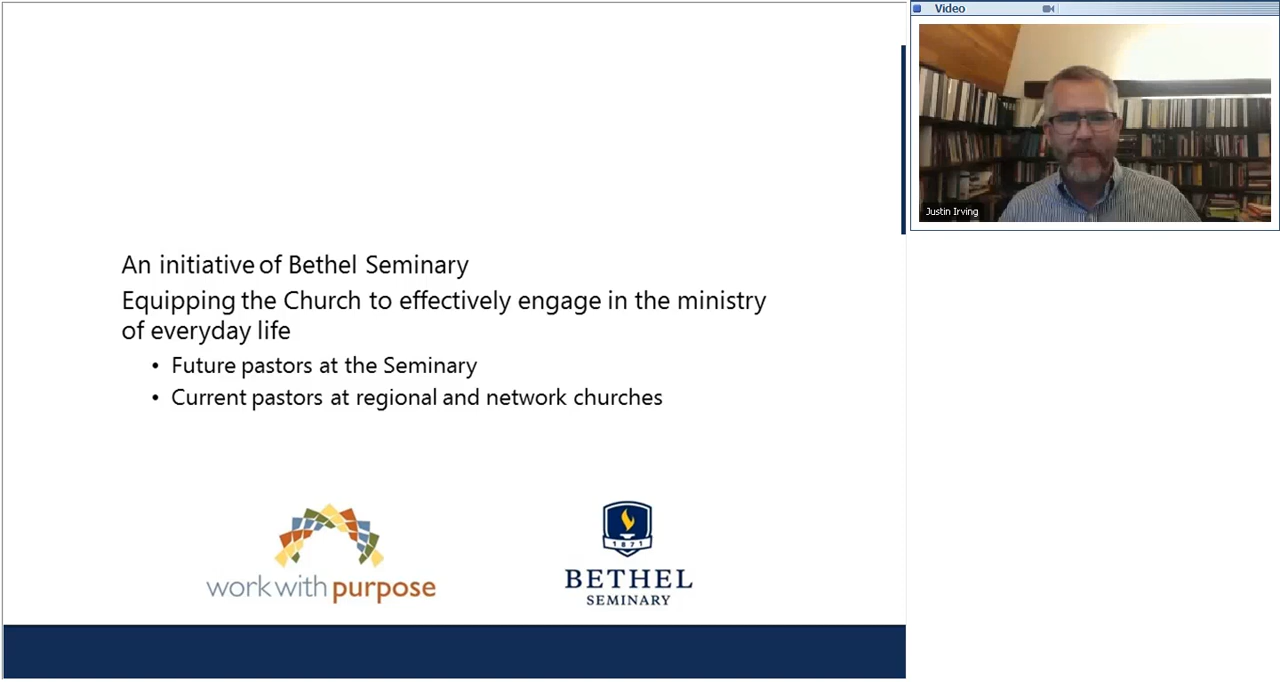 Video
Justin Irving
An initiative of Bethel Seminary
Equipping the Church to effectively engage in the ministry
of everyday life
• Future pastors at the Seminary
• Current pastors at regional and network churches
work with purpose
1871
BETHEL
SEMINARY